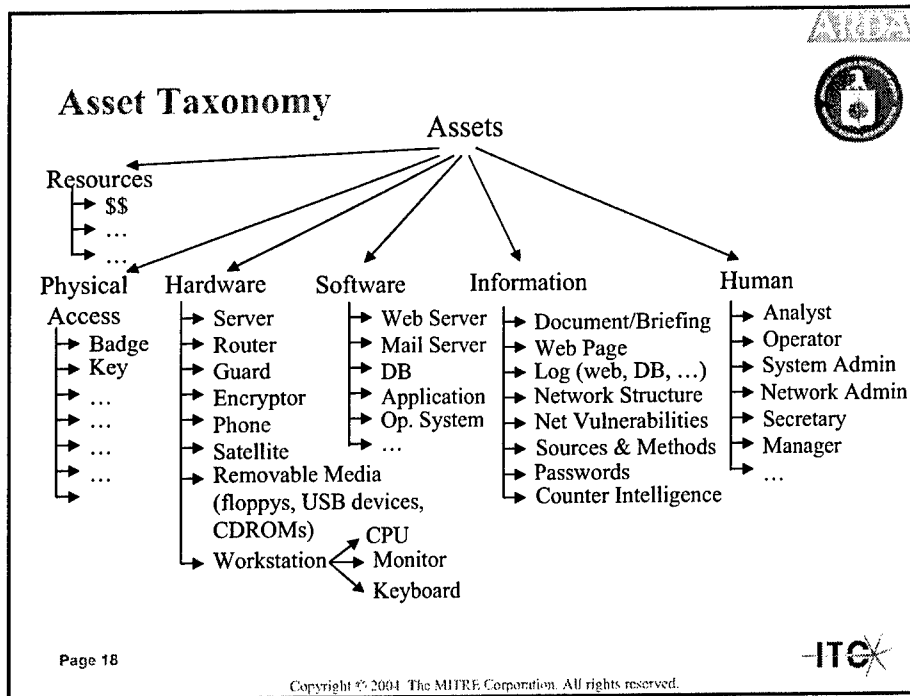 ARDA
Asset Taxonomy
Assets
Resources
$$
…
…
Physical
Access
Badge
Key
…
…
…
…
Hardware
Server
Router
Guard
Encryptor
Phone
Satellite
Removable Media
(floppys, USB devices,
CDROMs)
Workstation
CPU
Monitor
Keyboard
Software
Web Server
Mail Server
DB
Application
Op. System
…
Information
Document/Briefing
Web Page
Log (web, DB, …)
Network Structure
Net Vulnerabilities
Sources & Methods
Passwords
Counter Intelligence
Human
Analyst
Operator
System Admin
Network Admin
Secretary
Manager
…
Page 18
ITC
Copyright © 2004 The MITRE Corporation. All rights reserved.